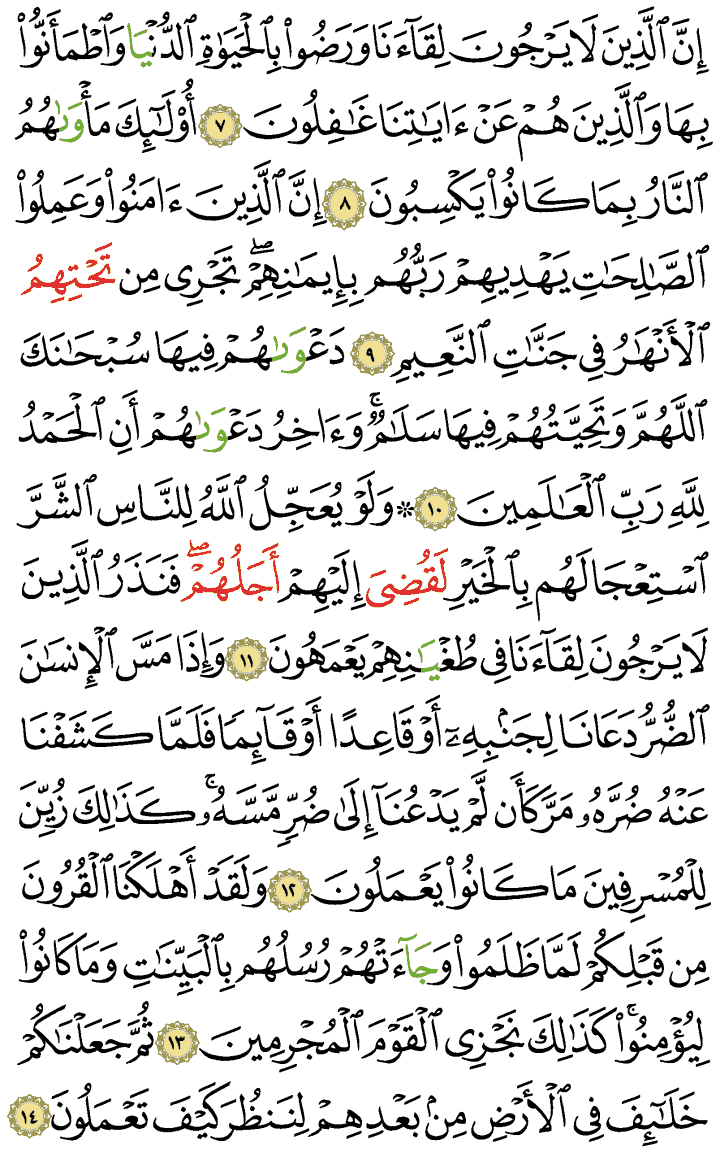 إِنَّ ٱلَّذِينَ لَا يَرْجُونَ لِقَآءَنَا وَرَضُوا۟ بِٱلْحَيَوٰةِ ٱلدُّنْيَا وَٱطْمَأَنُّوا۟
بِهَا وَٱلَّذِينَ هُمْ عَنْ ءَايَـٰتِنَا غَـٰفِلُونَ ٧ أُو۟لَـٰٓئِكَ مَأْوَىٰهُمُ
ٱلنَّارُ بِمَا كَانُوا۟ يَكْسِبُونَ ٨ إِنَّ ٱلَّذِينَ ءَامَنُوا۟ وَعَمِلُوا۟
ٱلصَّـٰلِحَـٰتِ يَهْدِيهِمْ رَبُّهُم بِإِيمَـٰنِهِمْ ۖ تَجْرِى مِن تَحْتِهِمُ
ٱلْأَنْهَـٰرُ فِى جَنَّـٰتِ ٱلنَّعِيمِ ٩ دَعْوَىٰهُمْ فِيهَا سُبْحَـٰنَكَ
ٱللَّهُمَّ وَتَحِيَّتُهُمْ فِيهَا سَلَـٰمٌ ۚ وَءَاخِرُ دَعْوَىٰهُمْ أَنِ ٱلْحَمْدُ
لِلَّهِ رَبِّ ٱلْعَـٰلَمِينَ ١٠ ۞ وَلَوْ يُعَجِّلُ ٱللَّهُ لِلنَّاسِ ٱلشَّرَّ
ٱسْتِعْجَالَهُم بِٱلْخَيْرِ لَقُضِىَ إِلَيْهِمْ أَجَلُهُمْ ۖ فَنَذَرُ ٱلَّذِينَ
لَا يَرْجُونَ لِقَآءَنَا فِى طُغْيَـٰنِهِمْ يَعْمَهُونَ ١١ وَإِذَا مَسَّ ٱلْإِنسَـٰنَ
ٱلضُّرُّ دَعَانَا لِجَنۢبِهِۦٓ أَوْ قَاعِدًا أَوْ قَآئِمًا فَلَمَّا كَشَفْنَا
عَنْهُ ضُرَّهُۥ مَرَّ كَأَن لَّمْ يَدْعُنَآ إِلَىٰ ضُرٍّ مَّسَّهُۥ ۚ كَذَٰلِكَ زُيِّنَ
لِلْمُسْرِفِينَ مَا كَانُوا۟ يَعْمَلُونَ ١٢ وَلَقَدْ أَهْلَكْنَا ٱلْقُرُونَ
مِن قَبْلِكُمْ لَمَّا ظَلَمُوا۟ وَجَآءَتْهُمْ رُسُلُهُم بِٱلْبَيِّنَـٰتِ وَمَا كَانُوا۟
لِيُؤْمِنُوا۟ ۚ كَذَٰلِكَ نَجْزِى ٱلْقَوْمَ ٱلْمُجْرِمِينَ ١٣ ثُمَّ جَعَلْنَـٰكُمْ
خَلَـٰٓئِفَ فِى ٱلْأَرْضِ مِنۢ بَعْدِهِمْ لِنَنظُرَ كَيْفَ تَعْمَلُونَ ١٤